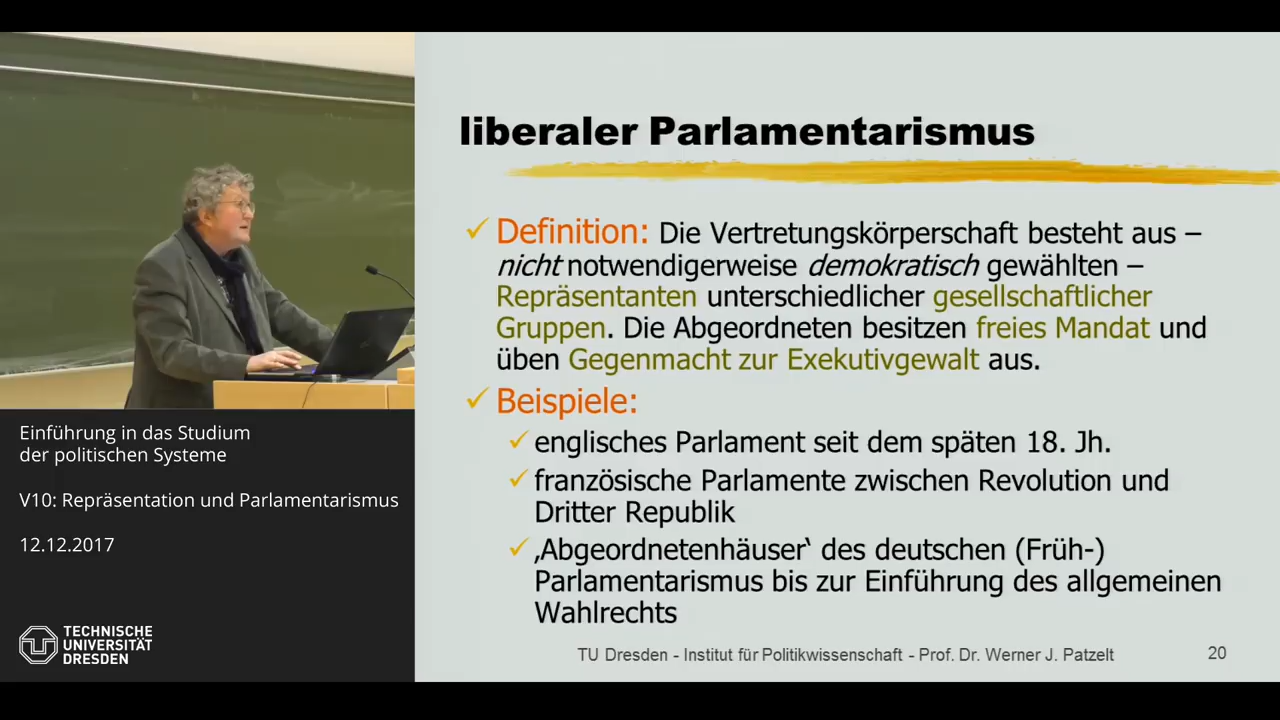 liberaler Parlamentarismus
Definition: Die Vertretungskörperschaft besteht aus –
nicht notwendigerweise demokratisch gewählten –
Repräsentanten unterschiedlicher gesellschaftlicher
Gruppen. Die Abgeordneten besitzen freies Mandat und
üben Gegenmacht zur Exekutivgewalt aus.
Beispiele:
englisches Parlament seit dem späten 18. Jh.
französische Parlamente zwischen Revolution und
Dritter Republik
‚Abgeordnetenhäuser‘ des deutschen (Früh-)
Parlamentarismus bis zur Einführung des allgemeinen
Wahlrechts
TU Dresden - Institut für Politikwissenschaft - Prof. Dr. Werner J. Patzelt
20
Einführung in das Studium
der politischen Systeme
V10: Repräsentation und Parlamentarismus
12.12.2017
TECHNISCHE
UNIVERSITÄT
DRESDEN